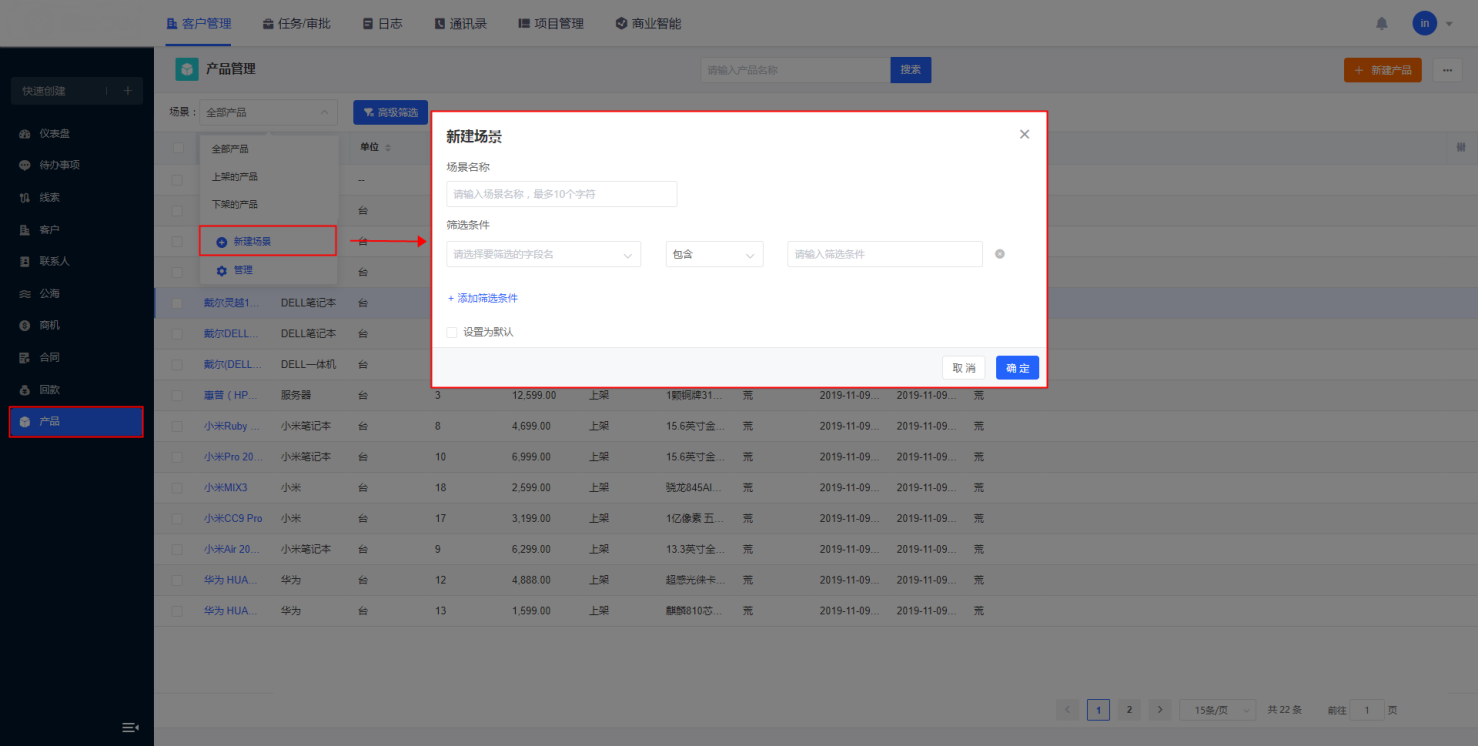 客户管理 任务/审批 日志 通讯录 项目管理 商业智能 in
产品管理 请输入产品名称 搜索 + 新建产品 ...
快速创建 +
仪表盘
待办事项
线索
客户
联系人
公海
商机
合同
回款
产品
场景： 全部产品 高级筛选
全部产品
上架的产品
下架的产品
新建场景
管理
单位
--
台
台
台
新建场景
场景名称
请输入场景名称，最多10个字符
筛选条件
请选择要筛选的字段名 包含 请输入筛选条件
+ 添加筛选条件
设置为默认
取消 确定
戴尔灵越1... DELL笔记本 台
戴尔DELL... DELL笔记本 台
戴尔(DELL... DELL一体机 台
惠普（HP... 服务器 台 3 12,599.00 上架 1颗铜牌31... 荒 2019-11-09... 2019-11-09... 荒
小米Ruby ... 小米笔记本 台 8 4,699.00 上架 15.6英寸金... 荒 2019-11-09... 2019-11-09... 荒
小米Pro 20... 小米笔记本 台 10 6,999.00 上架 15.6英寸金... 荒 2019-11-09... 2019-11-09... 荒
小米MIX3 小米 台 18 2,599.00 上架 骁龙845AI... 荒 2019-11-09... 2019-11-09... 荒
小米CC9 Pro 小米 台 17 3,199.00 上架 1亿像素 五... 荒 2019-11-09... 2019-11-09... 荒
小米Air 20... 小米笔记本 台 9 6,299.00 上架 13.3英寸金... 荒 2019-11-09... 2019-11-09... 荒
华为 HUA... 华为 台 12 4,888.00 上架 超感光徕卡... 荒 2019-11-09... 2019-11-09... 荒
华为 HUA... 华为 台 13 1,599.00 上架 麒麟810芯... 荒 2019-11-09... 2019-11-09... 荒
1 2 15条/页 共 22 条 前往 1 页